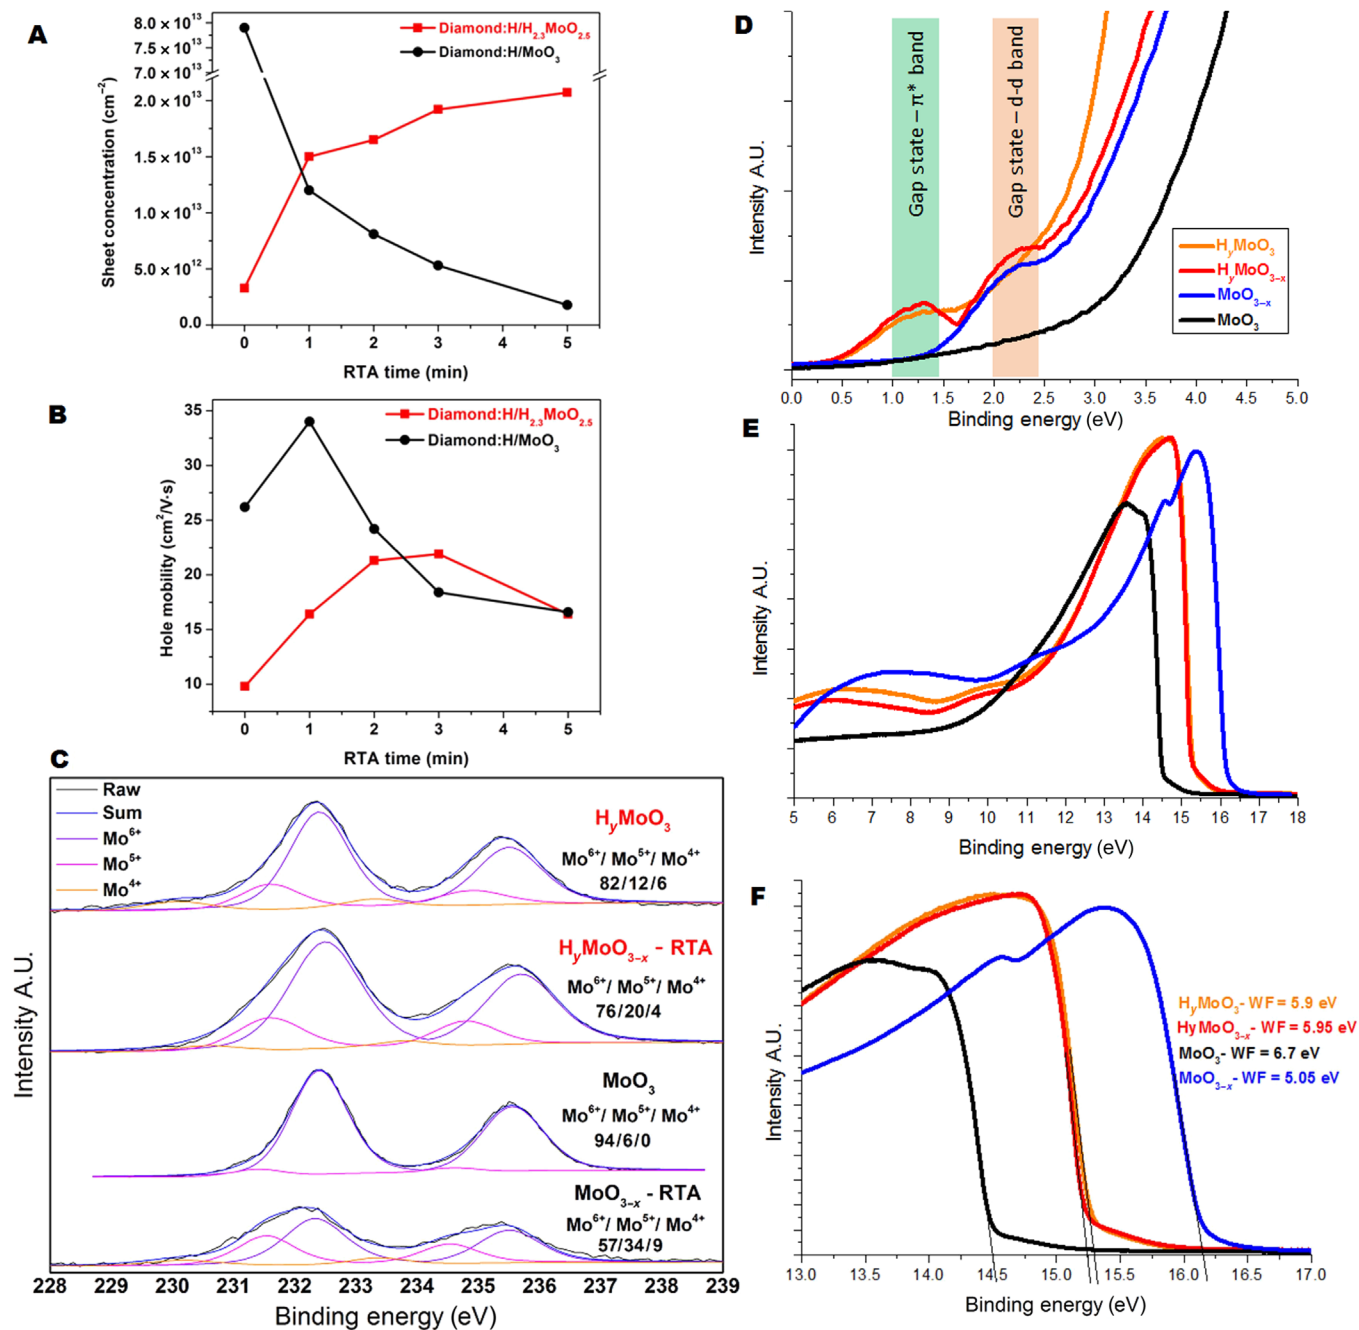 A
Diamond:H/H2.3MoO2.5
Diamond:H/MoO3
8.0 × 10^13
7.5 × 10^13
7.0 × 10^13
2.0 × 10^13
1.5 × 10^13
1.0 × 10^13
5.0 × 10^12
0.0
Sheet concentration (cm−2)
0 1 2 3 4 5
RTA time (min)
B
Diamond:H/H2.3MoO2.5
Diamond:H/MoO3
35
30
25
20
15
10
Hole mobility (cm2/V·s)
0 1 2 3 4 5
RTA time (min)
C
Raw
Sum
Mo6+
Mo5+
Mo4+
HyMoO3
Mo6+/ Mo5+/ Mo4+
82/12/6
HyMoO3−x - RTA
Mo6+/ Mo5+/ Mo4+
76/20/4
MoO3
Mo6+/ Mo5+/ Mo4+
94/6/0
MoO3−x - RTA
Mo6+/ Mo5+/ Mo4+
57/34/9
Intensity A.U.
228 229 230 231 232 233 234 235 236 237 238 239
Binding energy (eV)
D
Gap state – π* band
Gap state – d-d band
HyMoO3
HyMoO3−x
MoO3−x
MoO3
Intensity A.U.
0.0 0.5 1.0 1.5 2.0 2.5 3.0 3.5 4.0 4.5 5.0
Binding energy (eV)
E
Intensity A.U.
5 6 7 8 9 10 11 12 13 14 15 16 17 18
Binding energy (eV)
F
HyMoO3- WF = 5.9 eV
HyMoO3−x- WF = 5.95 eV
MoO3- WF = 6.7 eV
MoO3−x- WF = 5.05 eV
Intensity A.U.
13.0 13.5 14.0 14.5 15.0 15.5 16.0 16.5 17.0
Binding energy (eV)